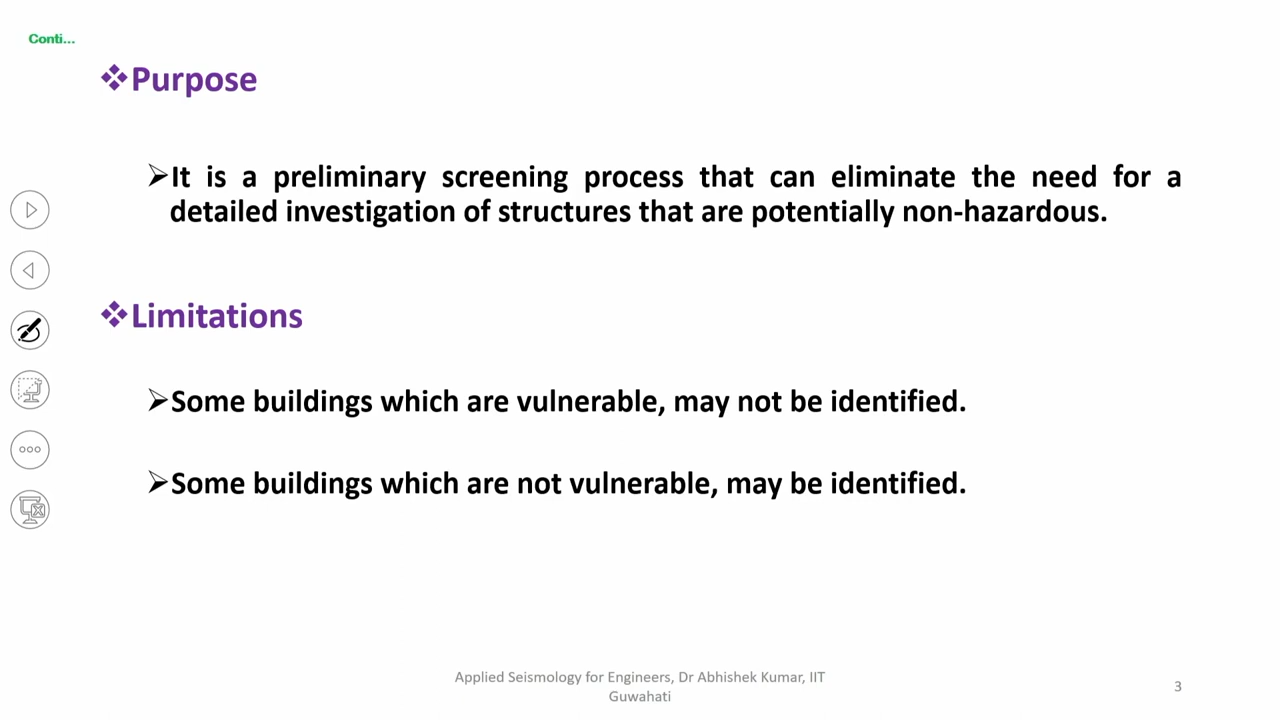 Conti...
❖Purpose
➢It is a preliminary screening process that can eliminate the need for a
detailed investigation of structures that are potentially non-hazardous.
❖Limitations
➢Some buildings which are vulnerable, may not be identified.
➢Some buildings which are not vulnerable, may be identified.
Applied Seismology for Engineers, Dr Abhishek Kumar, IIT
Guwahati
3